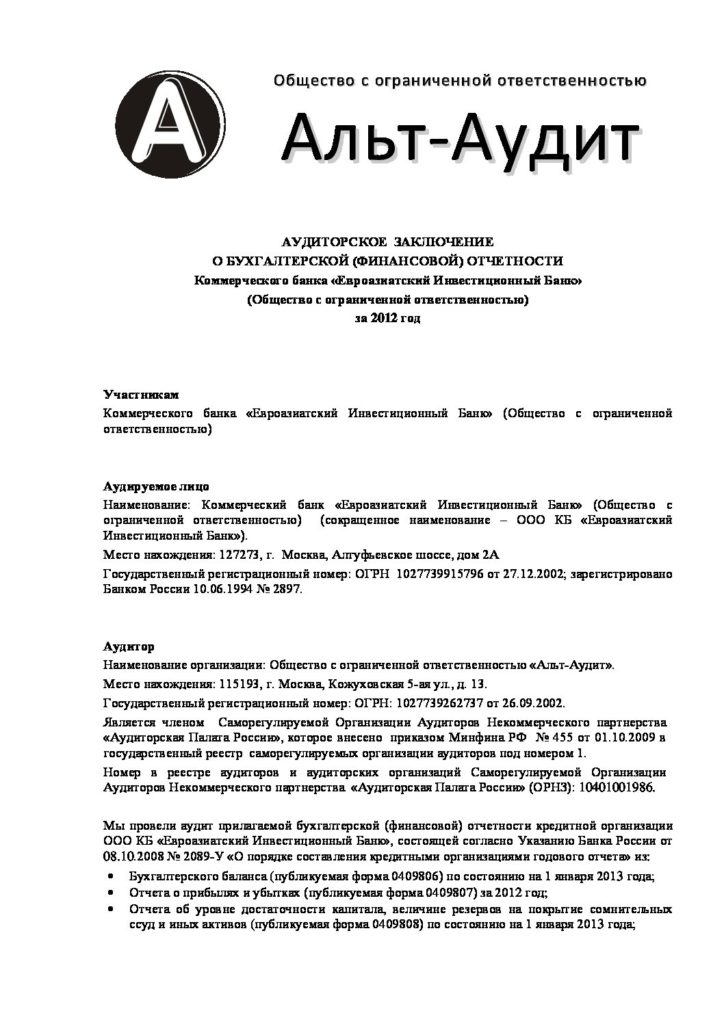 А
Общество с ограниченной ответственностью
Альт-Аудит
АУДИТОРСКОЕ ЗАКЛЮЧЕНИЕ
О БУХГАЛТЕРСКОЙ (ФИНАНСОВОЙ) ОТЧЕТНОСТИ
Коммерческого банка «Евроазиатский Инвестиционный Банк»
(Общество с ограниченной ответственностью)
за 2012 год
Участникам
Коммерческого банка «Евроазиатский Инвестиционный Банк» (Общество с ограниченной
ответственностью)
Аудируемое лицо
Наименование: Коммерческий банк «Евроазиатский Инвестиционный Банк» (Общество с
ограниченной ответственностью) (сокращенное наименование – ООО КБ «Евроазиатский
Инвестиционный Банк»).
Место нахождения: 127273, г. Москва, Алтуфьевское шоссе, дом 2А
Государственный регистрационный номер: ОГРН 1027739915796 от 27.12.2002; зарегистрировано
Банком России 10.06.1994 № 2897.
Аудитор
Наименование организации: Общество с ограниченной ответственностью «Альт-Аудит».
Место нахождения: 115193, г. Москва, Кожуховская 5-ая ул., д. 13.
Государственный регистрационный номер: ОГРН: 1027739262737 от 26.09.2002.
Является членом Саморегулируемой Организации Аудиторов Некоммерческого партнерства
«Аудиторская Палата России», которое внесено приказом Минфина РФ № 455 от 01.10.2009 в
государственный реестр саморегулируемых организации аудиторов под номером 1.
Номер в реестре аудиторов и аудиторских организаций Саморегулируемой Организации
Аудиторов Некоммерческого партнерства «Аудиторская Палата России» (ОРНЗ): 10401001986.
Мы провели аудит прилагаемой бухгалтерской (финансовой) отчетности кредитной организации
ООО КБ «Евроазиатский Инвестиционный Банк», состоящей согласно Указанию Банка России от
08.10.2008 № 2089-У «О порядке составления кредитными организациями годового отчета» из:
• Бухгалтерского баланса (публикуемая форма 0409806) по состоянию на 1 января 2013 года;
• Отчета о прибылях и убытках (публикуемая форма 0409807) за 2012 год;
• Отчета об уровне достаточности капитала, величине резервов на покрытие сомнительных
ссуд и иных активов (публикуемая форма 0409808) по состоянию на 1 января 2013 года;